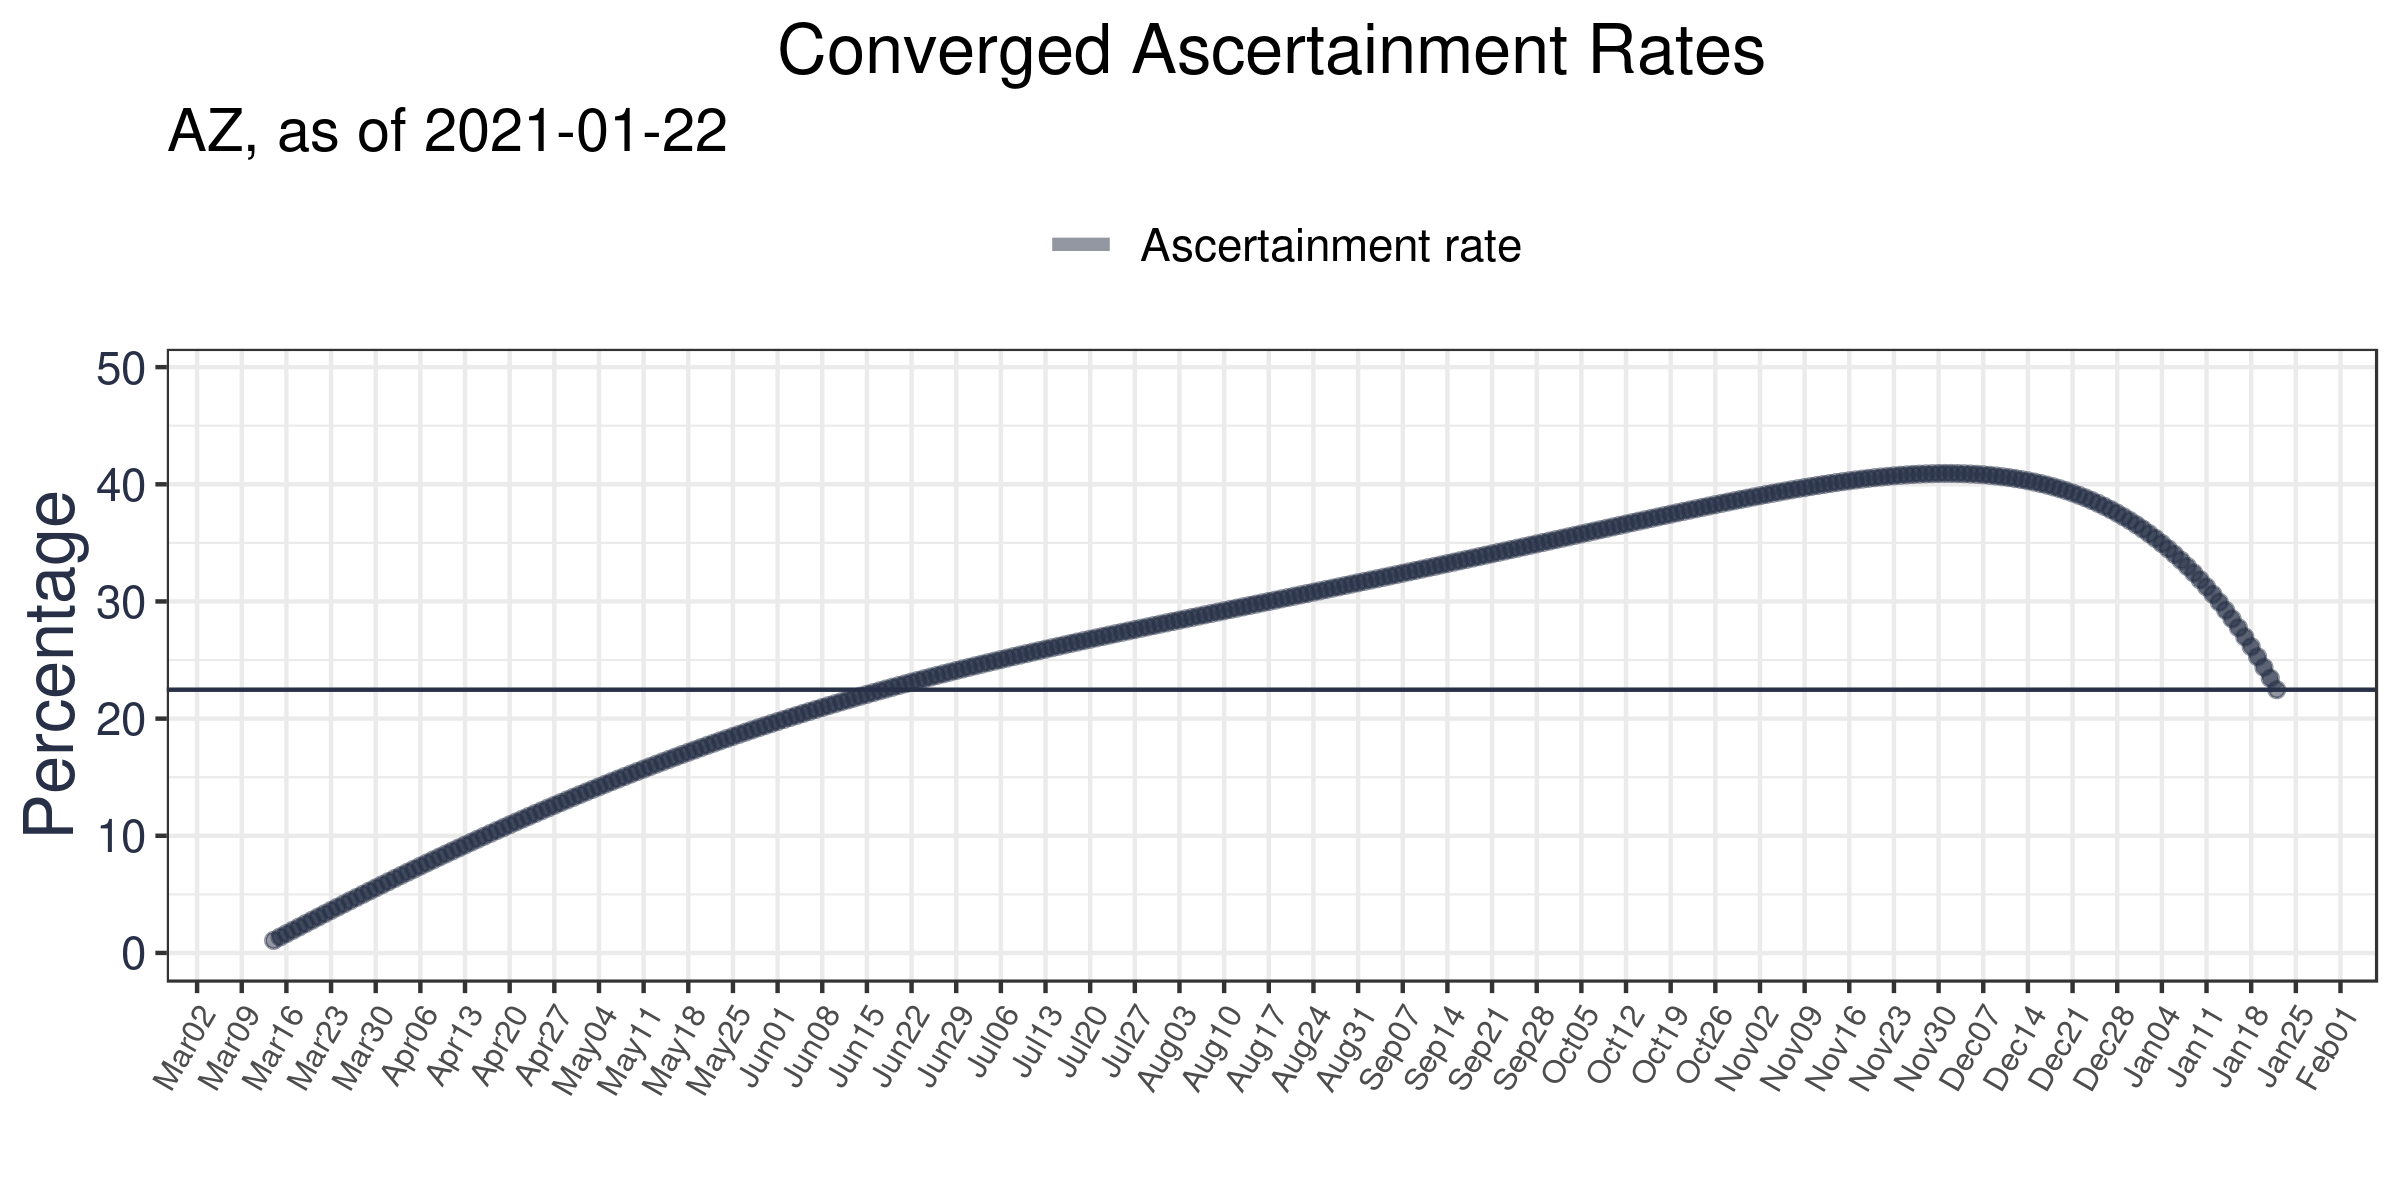 Converged Ascertainment Rates
AZ, as of 2021-01-22
Ascertainment rate
Percentage
50
40
30
20
10
0
Mar02
Mar09
Mar16
Mar23
Mar30
Apr06
Apr13
Apr20
Apr27
May04
May11
May18
May25
Jun01
Jun08
Jun15
Jun22
Jun29
Jul06
Jul13
Jul20
Jul27
Aug03
Aug10
Aug17
Aug24
Aug31
Sep07
Sep14
Sep21
Sep28
Oct05
Oct12
Oct19
Oct26
Nov02
Nov09
Nov16
Nov23
Nov30
Dec07
Dec14
Dec21
Dec28
Jan04
Jan11
Jan18
Jan25
Feb01